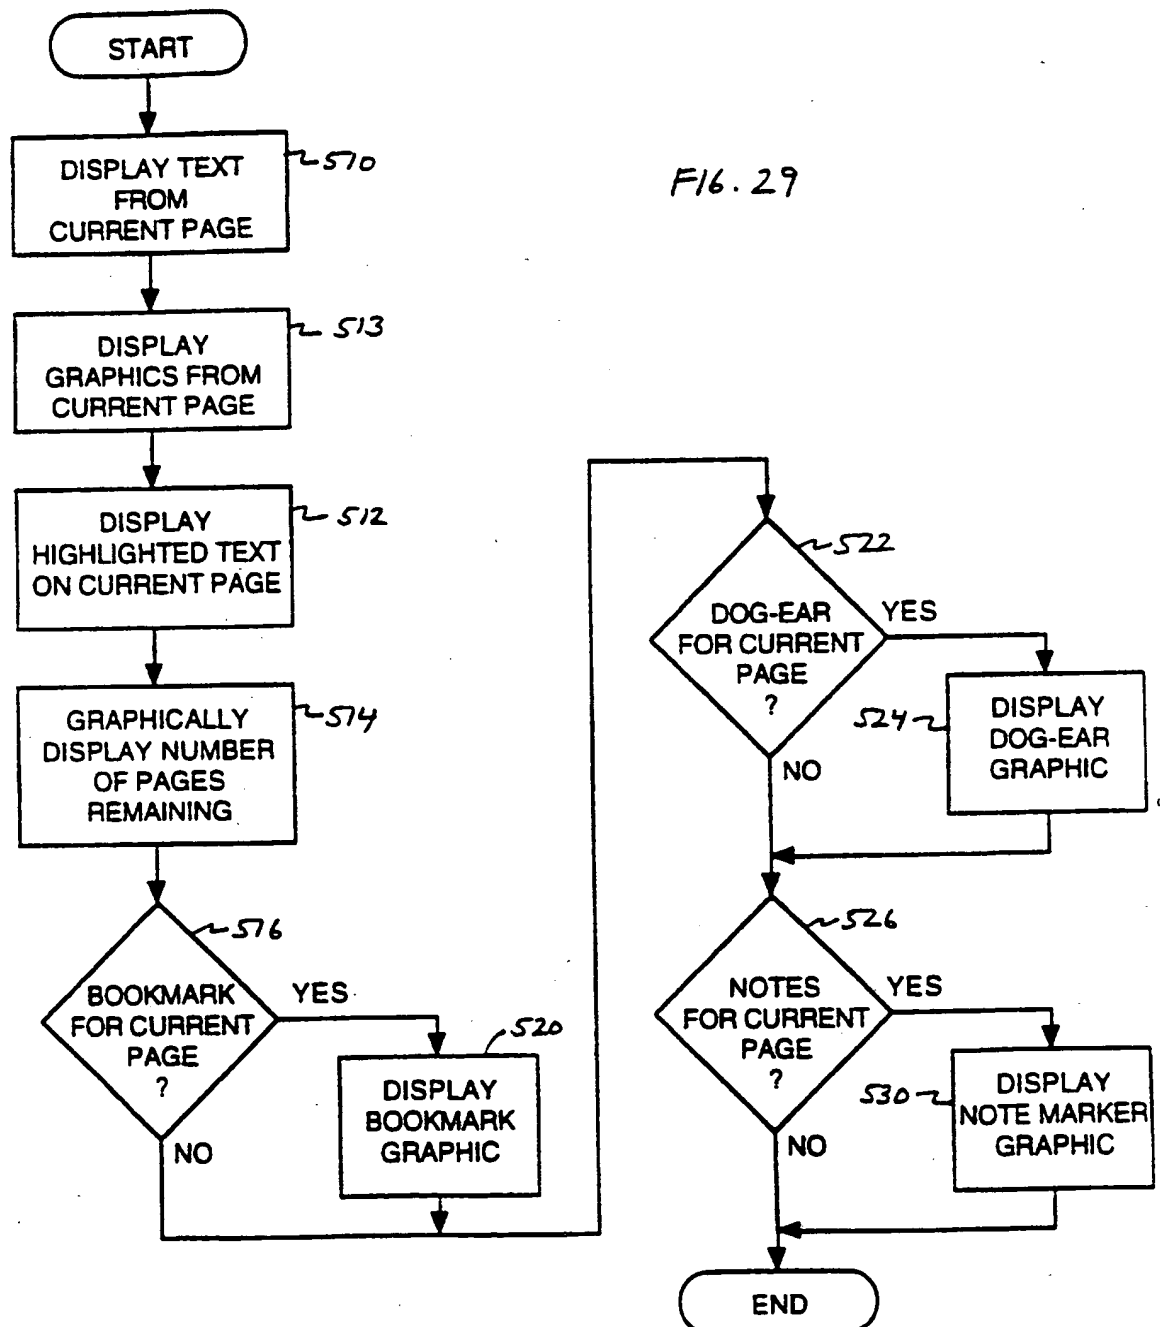 START
DISPLAY TEXT
FROM
CURRENT PAGE
510
FIG. 29
DISPLAY
GRAPHICS FROM
CURRENT PAGE
513
DISPLAY
HIGHLIGHTED TEXT
ON CURRENT PAGE
512
GRAPHICALLY
DISPLAY NUMBER
OF PAGES
REMAINING
514
BOOKMARK
FOR CURRENT
PAGE
?
516
YES
NO
520
DISPLAY
BOOKMARK
GRAPHIC
522
DOG-EAR
FOR CURRENT
PAGE
?
YES
NO
524
DISPLAY
DOG-EAR
GRAPHIC
526
NOTES
FOR CURRENT
PAGE
?
YES
NO
530
DISPLAY
NOTE MARKER
GRAPHIC
END